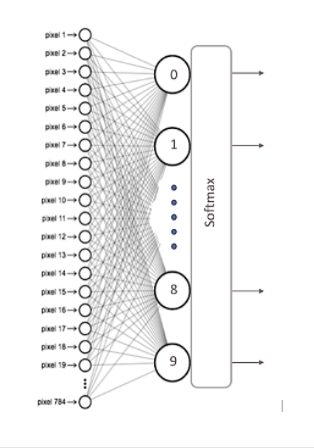 pixel 1
pixel 2
pixel 3
pixel 4
pixel 5
pixel 6
pixel 7
pixel 8
pixel 9
pixel 10
pixel 11
pixel 12
pixel 13
pixel 14
pixel 15
pixel 16
pixel 17
pixel 18
pixel 19
pixel 784
0
1
8
9
Softmax